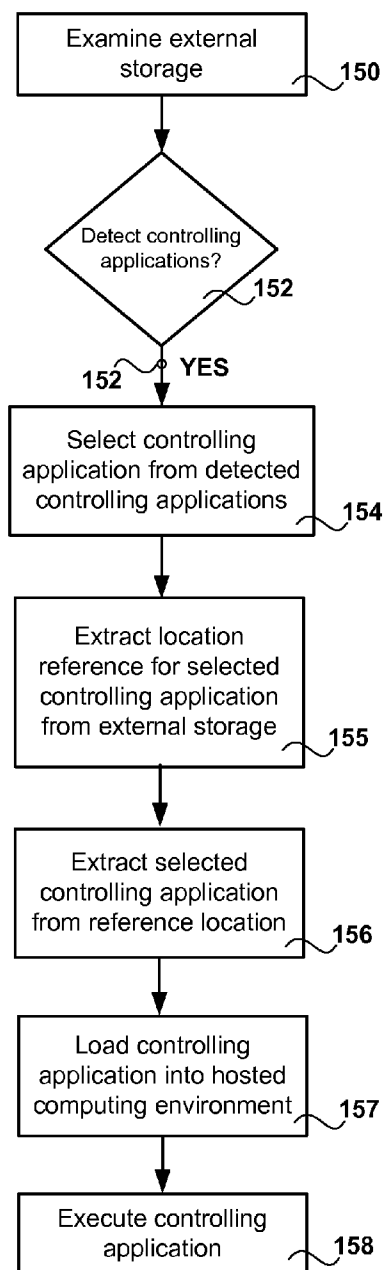 Examine external
storage
150
Detect controlling
applications?
152
152
YES
Select controlling
application from detected
controlling applications
154
Extract location
reference for selected
controlling application
from external storage
155
Extract selected
controlling application
from reference location
156
Load controlling
application into hosted
computing environment
157
Execute controlling
application
158